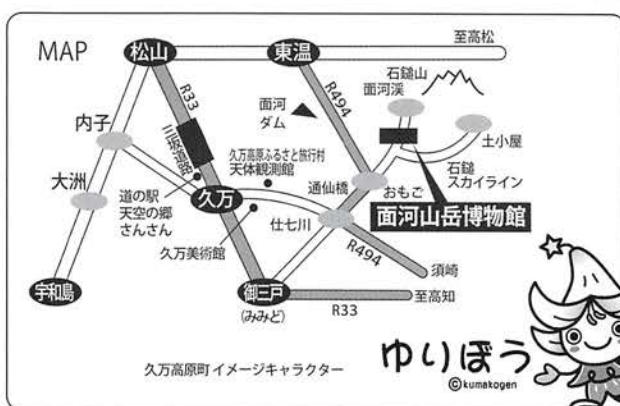 MAP
松山
東温
至高松
石鎚山
面河渓
R33
R494
面河
ダム
土小屋
内子
三坂道路
久万高原ふるさと旅行村
天体観測館
石鎚
スカイライン
大洲
道の駅
天空の郷
さんさん
久万
通仙橋
おもご
面河山岳博物館
久万美術館
仕七川
R494
須崎
宇和島
御三戸
(みみど)
R33
至高知
久万高原町イメージキャラクター
ゆりぼう
©kumakogen